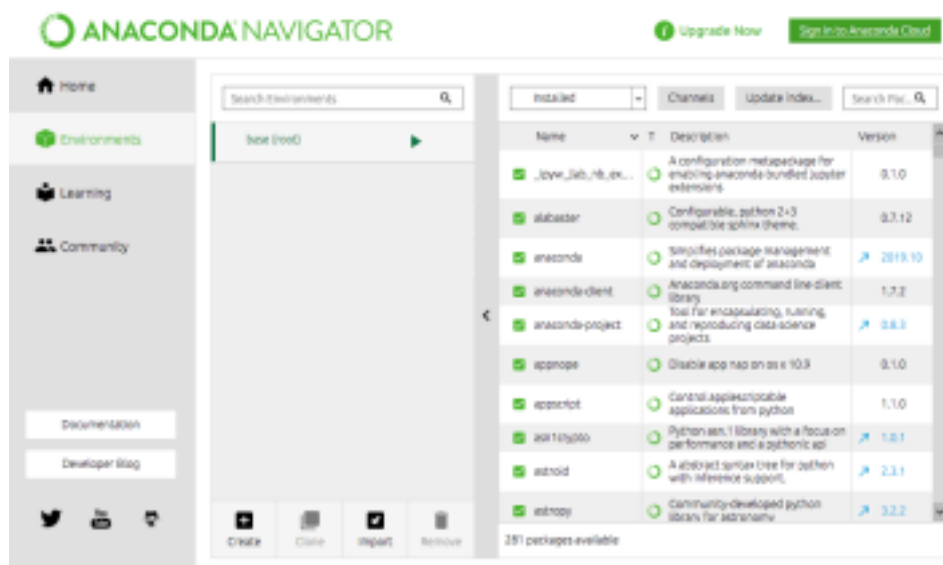 ANACONDA NAVIGATOR
Upgrade Now
Sign in to Anaconda Cloud
Home
Environments
Learning
Community
Documentation
Developer Blog
You
Tube
Search Environments
base (root)
Create
Clone
Import
Remove
Installed
Channels
Update index...
Search Pac...
Name T Description Version
_ipyw_jlab_nb_ex... A configuration metapackage for
enabling anaconda-bundled jupyter
extensions 0.1.0
alabaster Configurable, python 2+3
compatible sphinx theme. 0.7.12
anaconda Simplifies package management
and deployment of anaconda 2019.10
anaconda-client Anaconda.org command line client
library 1.7.2
anaconda-project Tool for encapsulating, running,
and reproducing data science
projects 0.8.3
appnope Disable app nap on os x 10.9 0.1.0
appscript Control applescriptable
applications from python 1.1.0
asn1crypto Python asn.1 library with a focus on
performance and a pythonic api 1.0.1
astroid A abstract syntax tree for python
with inference support. 2.3.1
astropy Community-developed python
library for astronomy 3.2.2
281 packages available